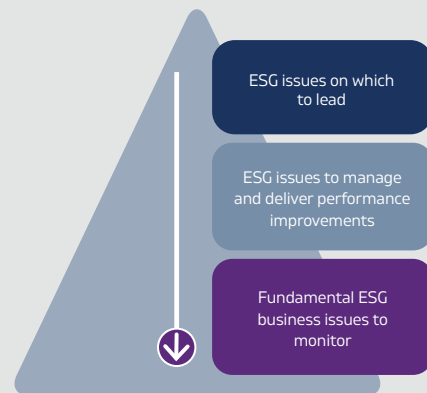 ESG issues on which
to lead
ESG issues to manage
and deliver performance
improvements
Fundamental ESG
business issues to
monitor